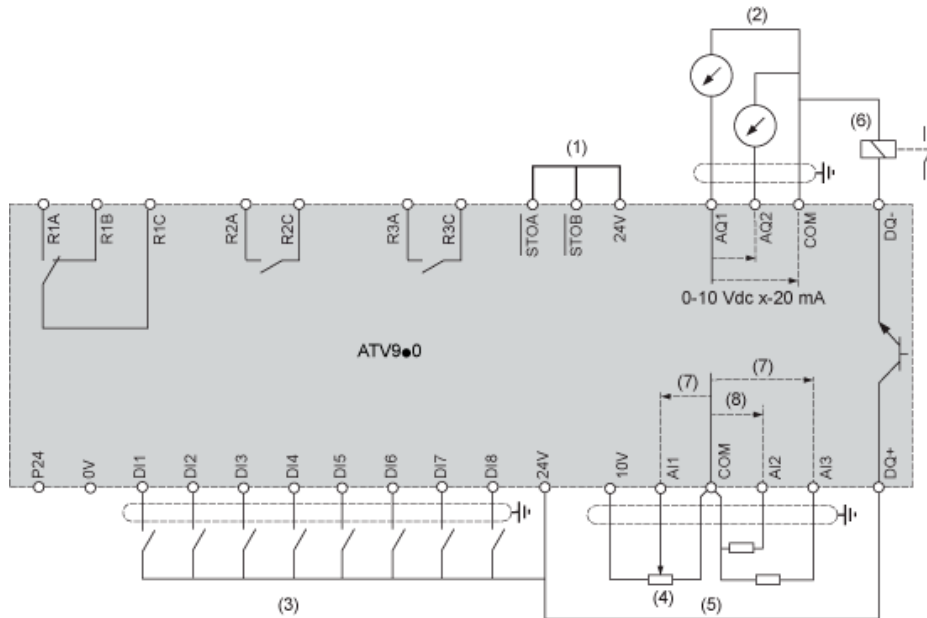 (2)
(1)
(6)
R1A
R1B
R1C
R2A
R2C
R3A
R3C
STOA
STOB
24V
AQ1
AQ2
COM
DQ-
0-10 Vdc x-20 mA
ATV9●0
(7)
(7)
(8)
P24
0V
DI1
DI2
DI3
DI4
DI5
DI6
DI7
DI8
24V
10V
AI1
COM
AI2
AI3
DQ+
(3)
(4)
(5)